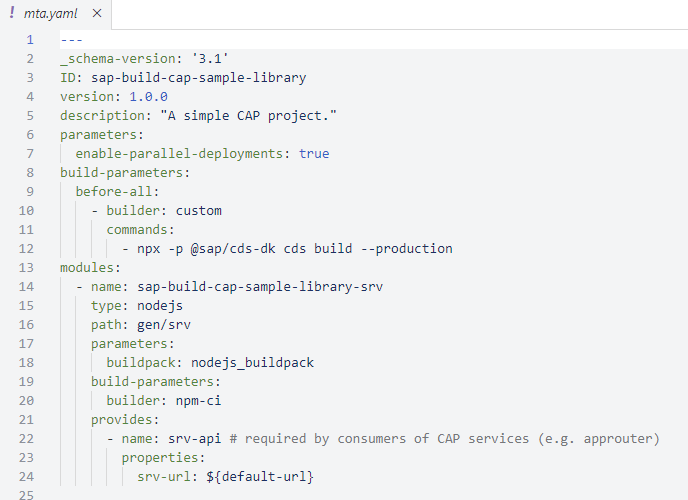 ! mta.yaml ×
1 ---
2 _schema-version: '3.1'
3 ID: sap-build-cap-sample-library
4 version: 1.0.0
5 description: "A simple CAP project."
6 parameters:
7   enable-parallel-deployments: true
8 build-parameters:
9   before-all:
10     - builder: custom
11       commands:
12         - npx -p @sap/cds-dk cds build --production
13 modules:
14   - name: sap-build-cap-sample-library-srv
15     type: nodejs
16     path: gen/srv
17     parameters:
18       buildpack: nodejs_buildpack
19     build-parameters:
20       builder: npm-ci
21     provides:
22       - name: srv-api # required by consumers of CAP services (e.g. approuter)
23         properties:
24           srv-url: ${default-url}
25